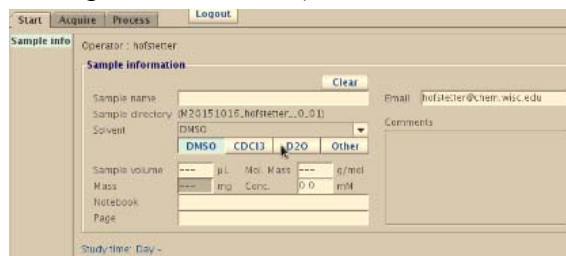 Logout
Start Acquire Process
Sample info
Operator : hofstetter
Sample information
Clear
Sample name
Email hofstetter@chem.wisc.edu
Sample directory (M20151016_hofstetter__0_01)
Comments
Solvent DMSO
DMSO CDCl3 D2O Other
Sample volume --- µL Mol. Mass --- g/mol
Mass --- mg Conc. 0.0 mM
Notebook
Page
Study time: Day -